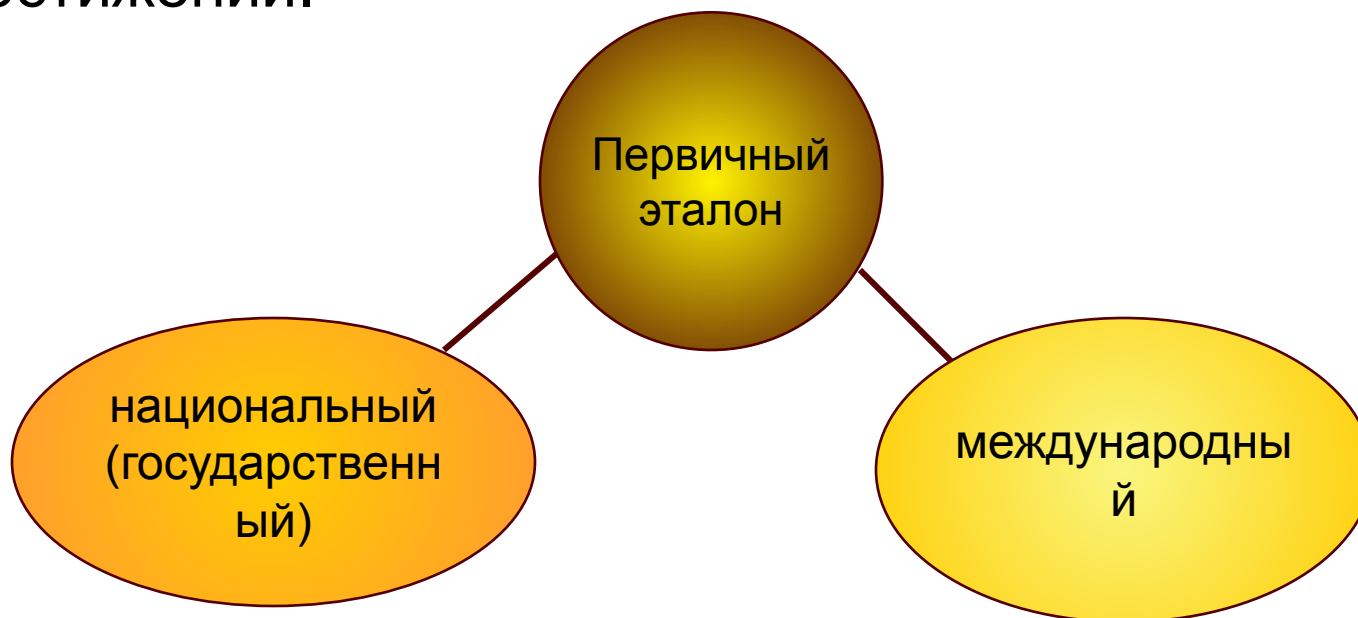 Первичный
эталон
национальный
(государственн
ый)
международны
й